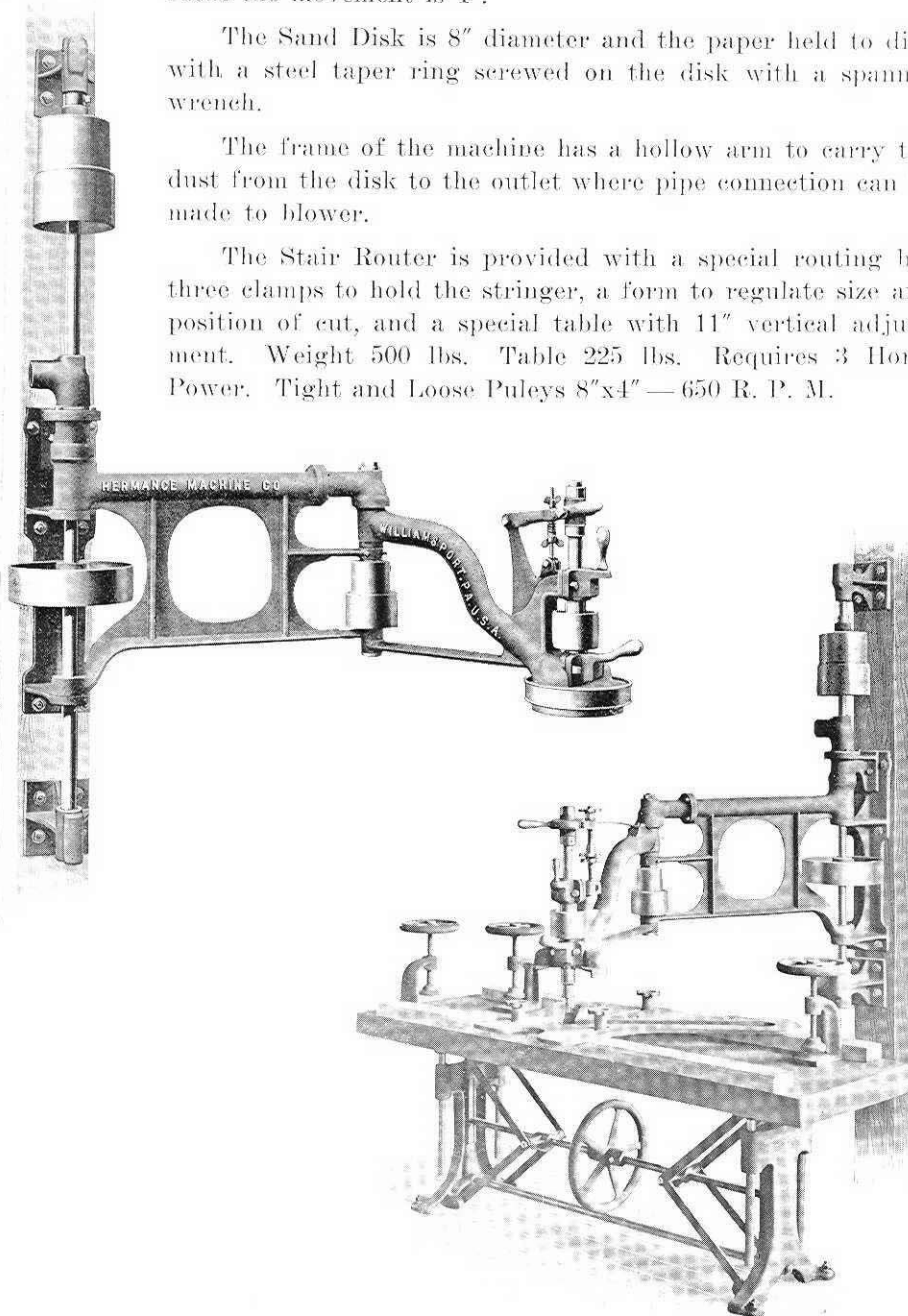 movement is 4".
The Sand Disk is 8" diameter and the paper held to di
with a steel taper ring screwed on the disk with a spann
wrench.
The frame of the machine has a hollow arm to carry t
dust from the disk to the outlet where pipe connection can
made to blower.
The Stair Router is provided with a special routing b
three clamps to hold the stringer, a form to regulate size a
position of cut, and a special table with 11" vertical adju
ment. Weight 500 lbs. Table 225 lbs. Requires 3 Hor
Power. Tight and Loose Puleys 8"x4" — 650 R. P. M.
HERMANCE MACHINE CO
WILLIAMSPORT, PA. U.S.A.